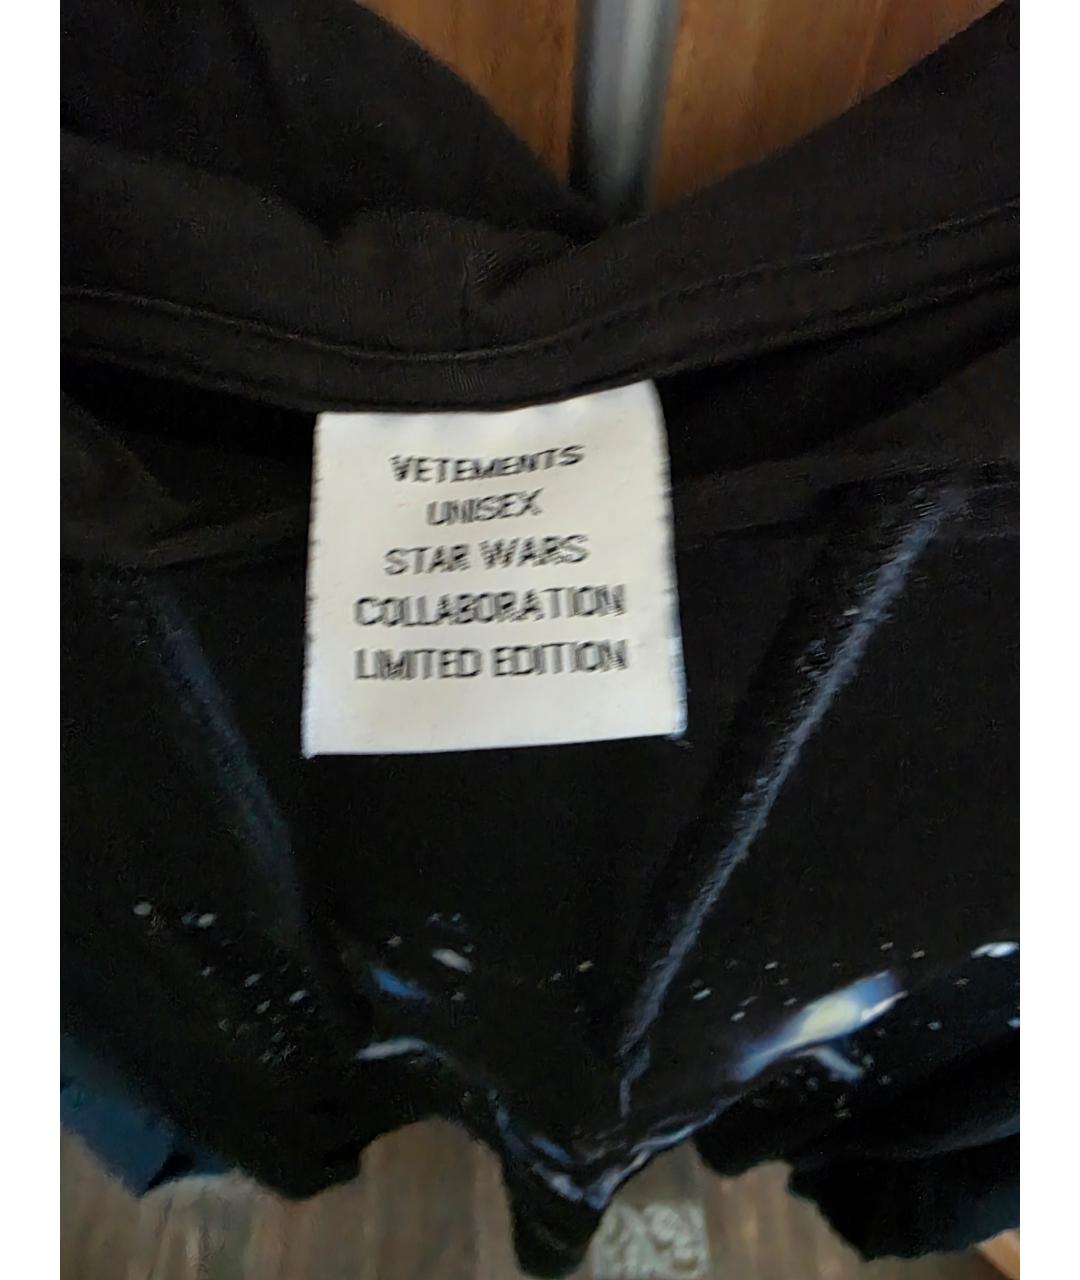 VETEMENTS
UNISEX
STAR WARS
COLLABORATION
LIMITED EDITION